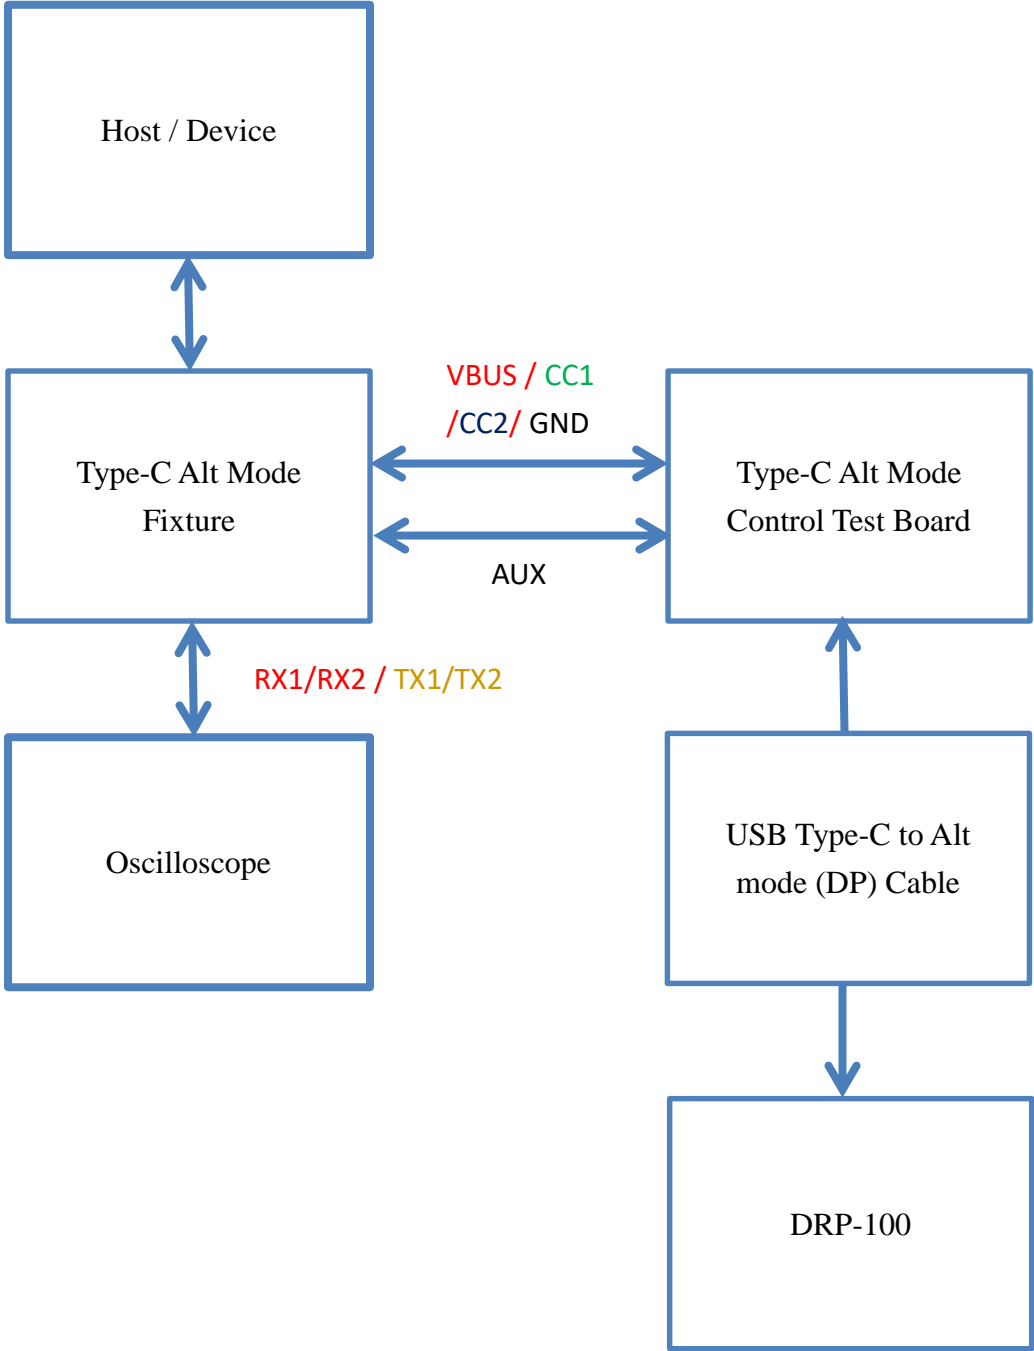 Host / Device
VBUS / CC1
/CC2/ GND
Type-C Alt Mode
Fixture
Type-C Alt Mode
Control Test Board
AUX
RX1/RX2 / TX1/TX2
Oscilloscope
USB Type-C to Alt
mode (DP) Cable
DRP-100